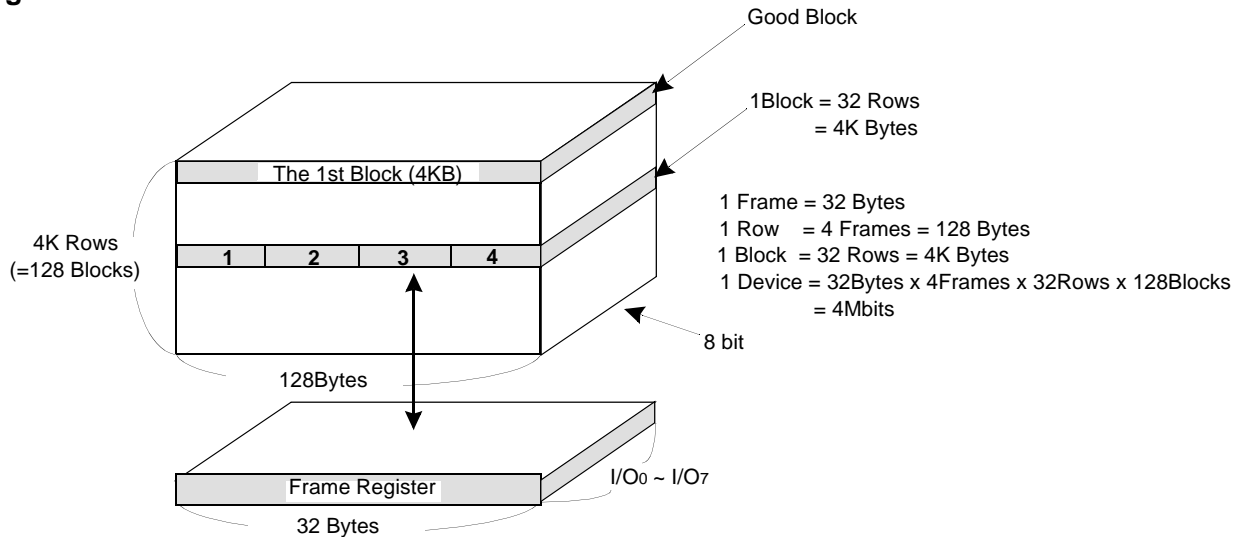 g
Good Block
1Block = 32 Rows
= 4K Bytes
The 1st Block (4KB)
1 Frame = 32 Bytes
1 Row = 4 Frames = 128 Bytes
1 Block = 32 Rows = 4K Bytes
1 Device = 32Bytes x 4Frames x 32Rows x 128Blocks
= 4Mbits
4K Rows
(=128 Blocks)
1 2 3 4
8 bit
128Bytes
Frame Register
I/O0 ~ I/O7
32 Bytes